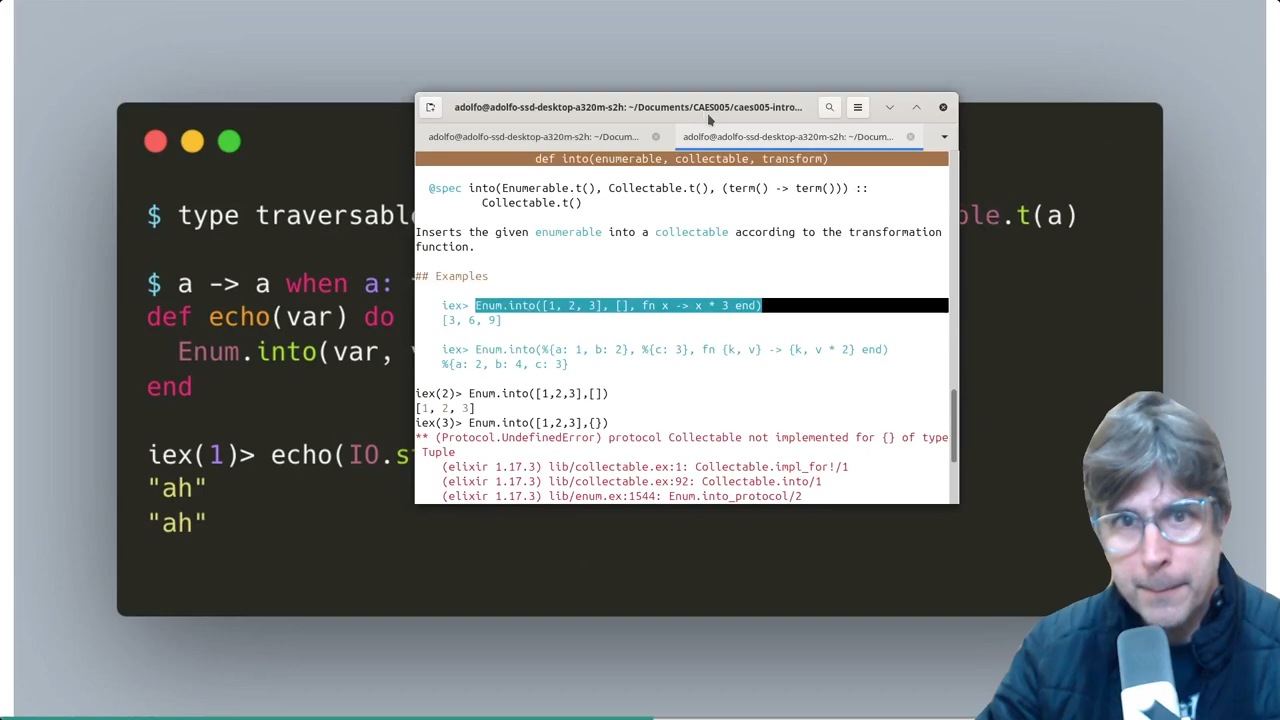 adolfo@adolfo-ssd-desktop-a320m-s2h: ~/Documents/CAES005/caes005-intro...
adolfo@adolfo-ssd-desktop-a320m-s2h: ~/Docum...
adolfo@adolfo-ssd-desktop-a320m-s2h: ~/Docum...
def into(enumerable, collectable, transform)
@spec into(Enumerable.t(), Collectable.t(), (term() -> term())) ::
Collectable.t()
Inserts the given enumerable into a collectable according to the transformation
function.
## Examples
iex> Enum.into([1, 2, 3], [], fn x -> x * 3 end)
[3, 6, 9]
iex> Enum.into(%{a: 1, b: 2}, %{c: 3}, fn {k, v} -> {k, v * 2} end)
%{a: 2, b: 4, c: 3}
iex(2)> Enum.into([1,2,3],[])
[1, 2, 3]
iex(3)> Enum.into([1,2,3],{})
** (Protocol.UndefinedError) protocol Collectable not implemented for {} of type
Tuple
(elixir 1.17.3) lib/collectable.ex:1: Collectable.impl_for!/1
(elixir 1.17.3) lib/collectable.ex:92: Collectable.into/1
(elixir 1.17.3) lib/enum.ex:1544: Enum.into_protocol/2
$ type traversable.t(a)
$ a -> a when a:
def echo(var) do
Enum.into(var,
end
iex(1)> echo(IO.s
"ah"
"ah"